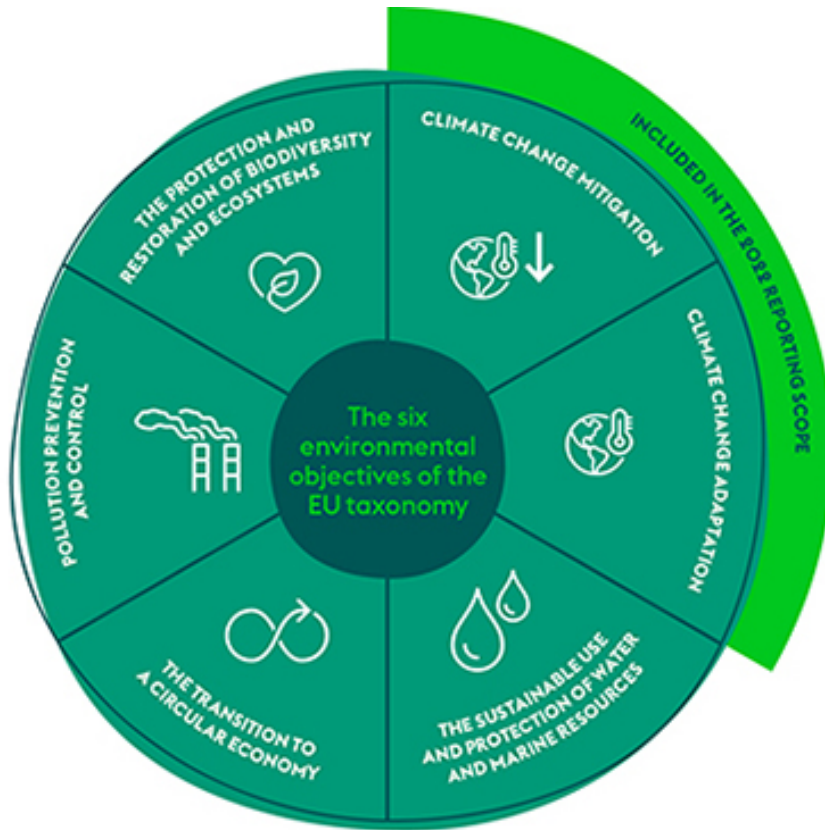 The six
environmental
objectives of the
EU taxonomy
CLIMATE CHANGE MITIGATION
CLIMATE CHANGE ADAPTATION
THE SUSTAINABLE USE
AND PROTECTION OF WATER
AND MARINE RESOURCES
THE TRANSITION TO
A CIRCULAR ECONOMY
POLLUTION PREVENTION
AND CONTROL
THE PROTECTION AND
RESTORATION OF BIODIVERSITY
AND ECOSYSTEMS
INCLUDED IN THE 2022 REPORTING SCOPE